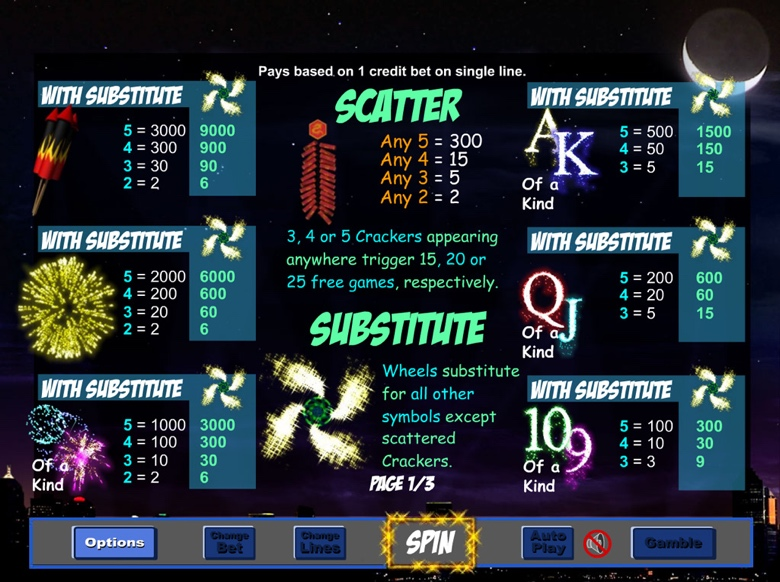 Pays based on 1 credit bet on single line.
WITH SUBSTITUTE
5 = 3000 9000
4 = 300 900
3 = 30 90
2 = 2 6
SCATTER
Any 5 = 300
Any 4 = 15
Any 3 = 5
Any 2 = 2
WITH SUBSTITUTE
A K
Of a
Kind
5 = 500 1500
4 = 50 150
3 = 5 15
WITH SUBSTITUTE
5 = 2000 6000
4 = 200 600
3 = 20 60
2 = 2 6
3, 4 or 5 Crackers appearing
anywhere trigger 15, 20 or
25 free games, respectively.
WITH SUBSTITUTE
Q J
Of a
Kind
5 = 200 600
4 = 20 60
3 = 5 15
SUBSTITUTE
Wheels substitute
for all other
symbols except
scattered
Crackers.
WITH SUBSTITUTE
Of a
Kind
5 = 1000 3000
4 = 100 300
3 = 10 30
2 = 2 6
WITH SUBSTITUTE
10 9
Of a
Kind
5 = 100 300
4 = 10 30
3 = 3 9
PAGE 1/3
Options
Change
Bet
Change
Lines
SPIN
Auto
Play
Gamble